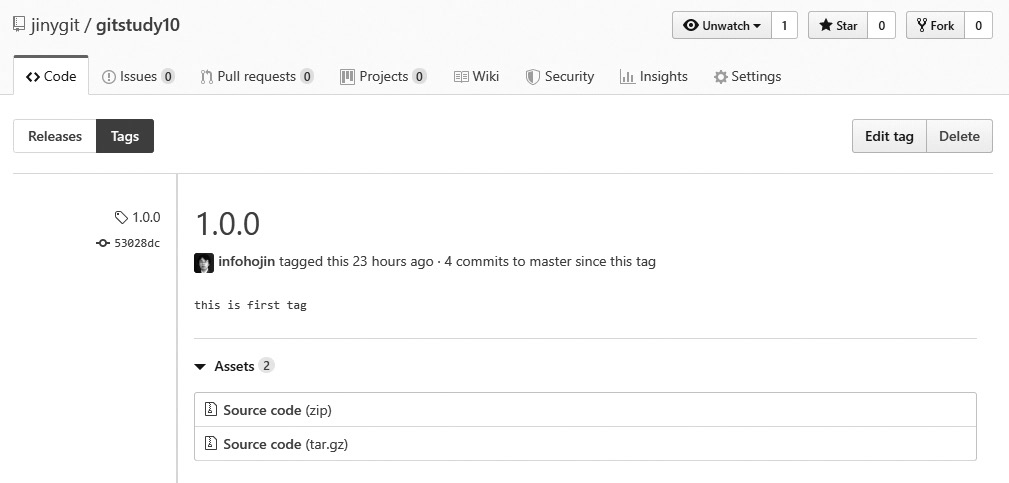 jinygit / gitstudy10 Unwatch 1 Star 0 Fork 0
Code Issues 0 Pull requests 0 Projects 0 Wiki Security Insights Settings
Releases Tags Edit tag Delete
1.0.0
53028dc
1.0.0
infohojin tagged this 23 hours ago · 4 commits to master since this tag
this is first tag
Assets 2
Source code (zip)
Source code (tar.gz)